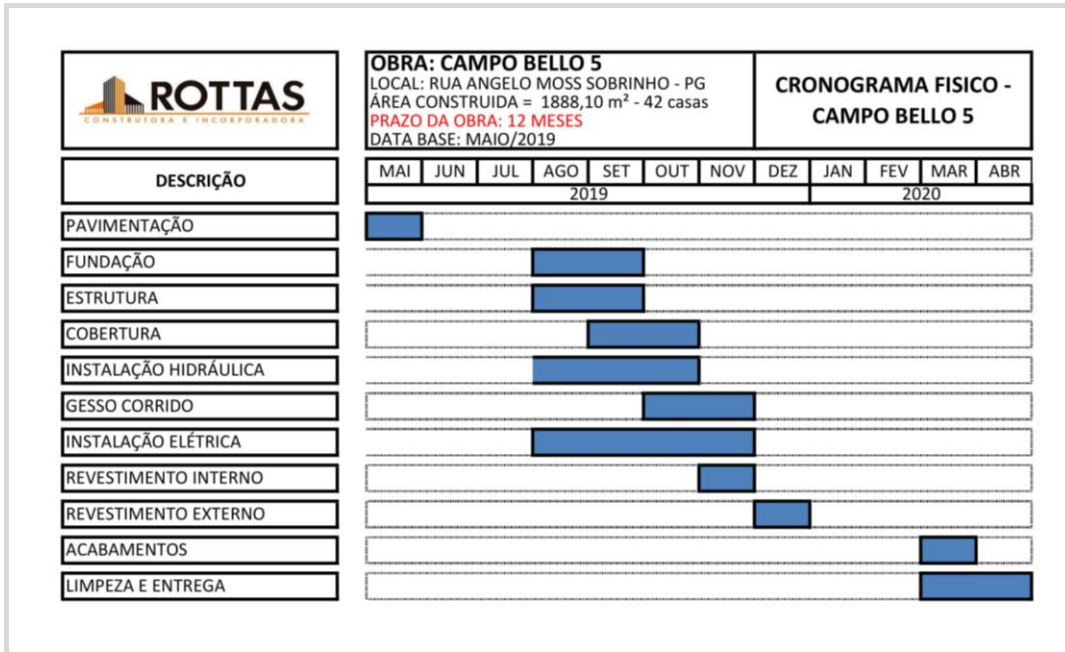 ROTTAS
CONSTRUTORA E INCORPORADORA
OBRA: CAMPO BELLO 5
LOCAL: RUA ANGELO MOSS SOBRINHO - PG
ÁREA CONSTRUIDA = 1888,10 m² - 42 casas
PRAZO DA OBRA: 12 MESES
DATA BASE: MAIO/2019
CRONOGRAMA FISICO -
CAMPO BELLO 5
DESCRIÇÃO
MAI JUN JUL AGO SET OUT NOV DEZ JAN FEV MAR ABR
2019 2020
PAVIMENTAÇÃO
FUNDAÇÃO
ESTRUTURA
COBERTURA
INSTALAÇÃO HIDRÁULICA
GESSO CORRIDO
INSTALAÇÃO ELÉTRICA
REVESTIMENTO INTERNO
REVESTIMENTO EXTERNO
ACABAMENTOS
LIMPEZA E ENTREGA